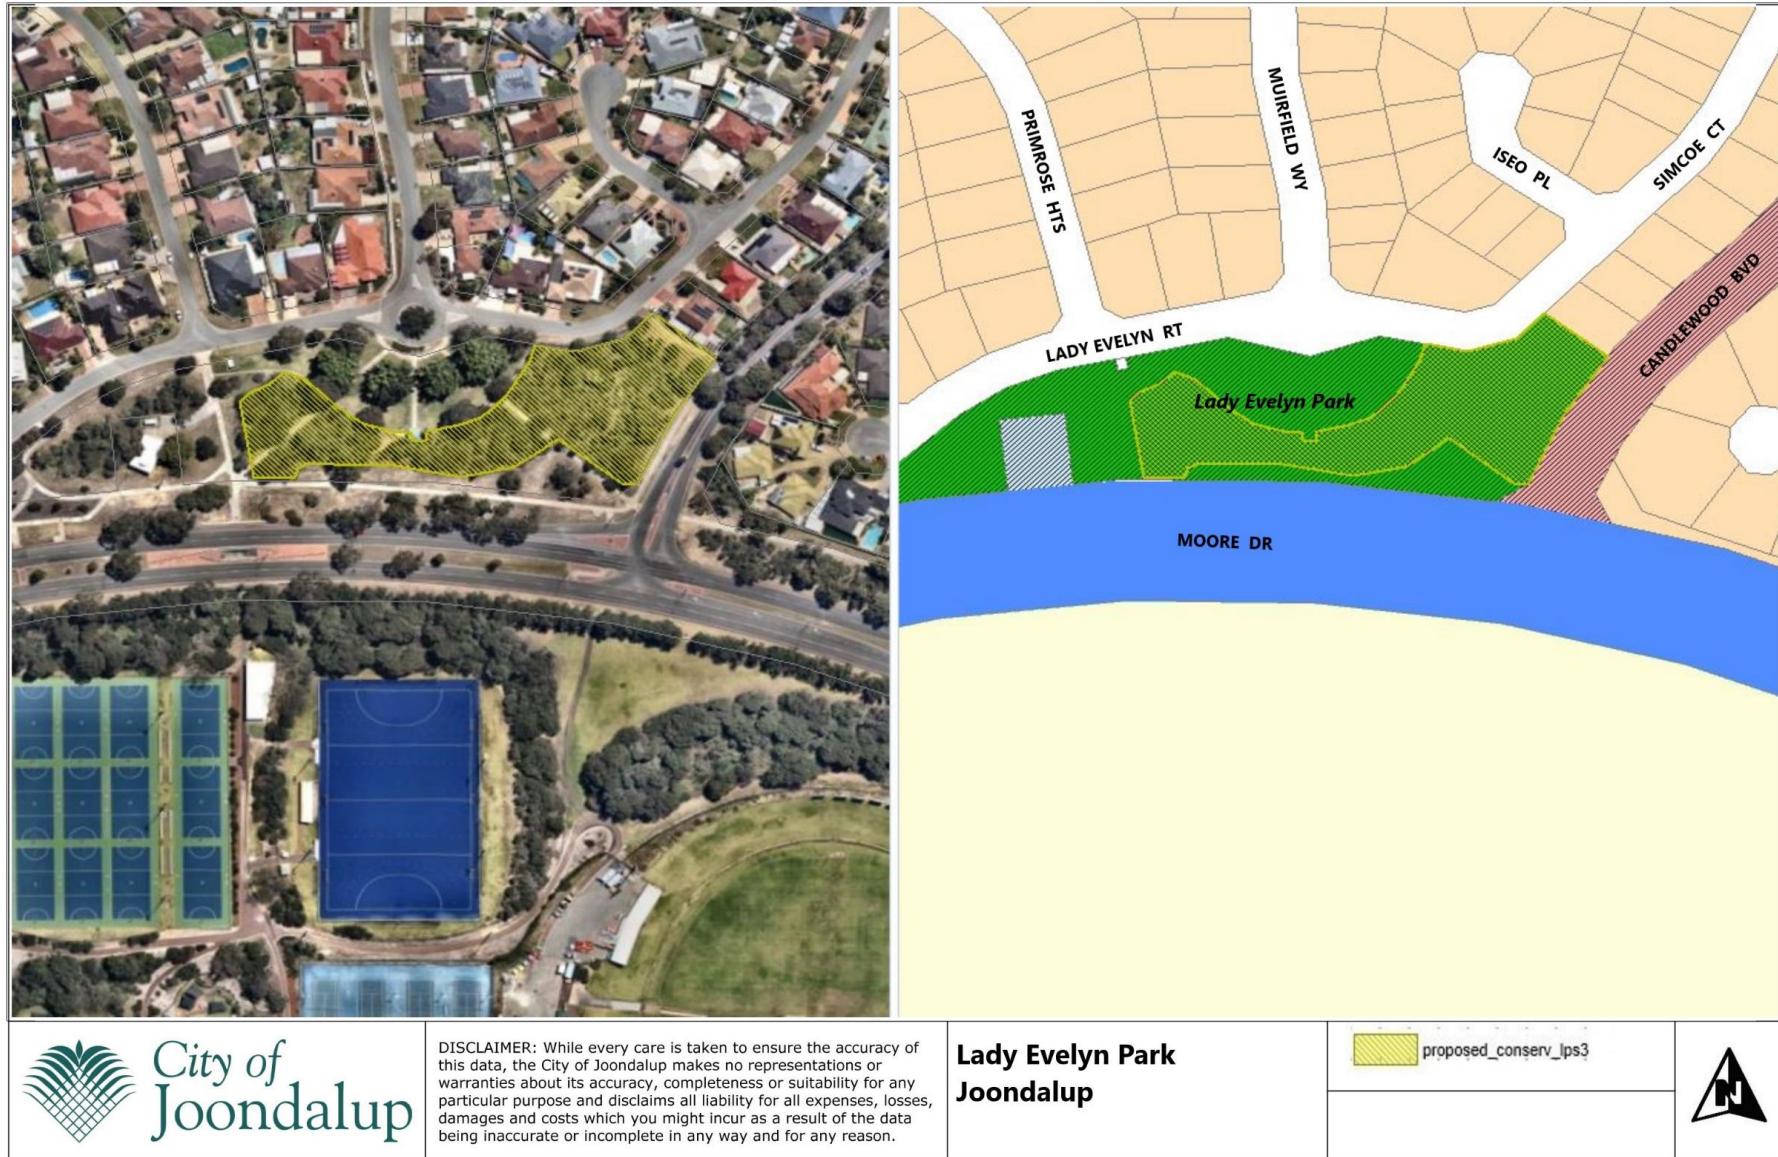 PRIMROSE HTS
MUIRFIELD WY
ISEO PL
SIMCOE CT
CANDLEWOOD BVD
LADY EVELYN RT
Lady Evelyn Park
MOORE DR
City of
Joondalup
DISCLAIMER: While every care is taken to ensure the accuracy of
this data, the City of Joondalup makes no representations or
warranties about its accuracy, completeness or suitability for any
particular purpose and disclaims all liability for all expenses, losses,
damages and costs which you might incur as a result of the data
being inaccurate or incomplete in any way and for any reason.
Lady Evelyn Park
Joondalup
proposed_conserv_lps3
N